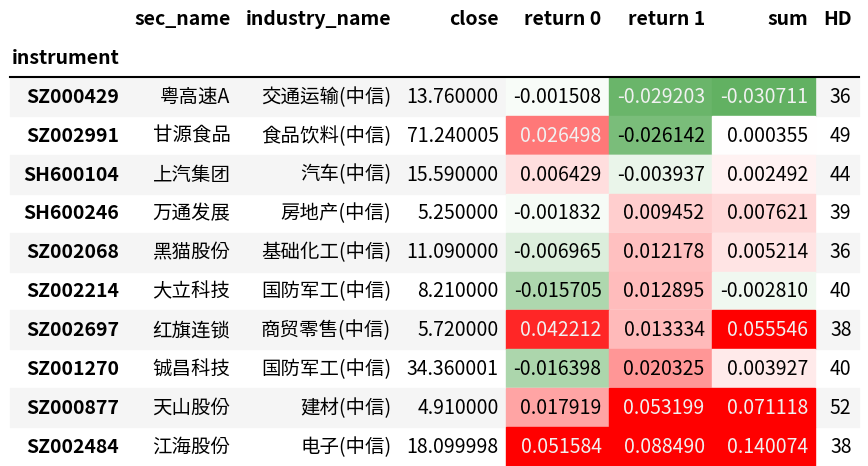 sec_name industry_name close return 0 return 1 sum HD
instrument
SZ000429 粤高速A 交通运输(中信) 13.760000 -0.001508 -0.029203 -0.030711 36
SZ002991 甘源食品 食品饮料(中信) 71.240005 0.026498 -0.026142 0.000355 49
SH600104 上汽集团 汽车(中信) 15.590000 0.006429 -0.003937 0.002492 44
SH600246 万通发展 房地产(中信) 5.250000 -0.001832 0.009452 0.007621 39
SZ002068 黑猫股份 基础化工(中信) 11.090000 -0.006965 0.012178 0.005214 36
SZ002214 大立科技 国防军工(中信) 8.210000 -0.015705 0.012895 -0.002810 40
SZ002697 红旗连锁 商贸零售(中信) 5.720000 0.042212 0.013334 0.055546 38
SZ001270 铖昌科技 国防军工(中信) 34.360001 -0.016398 0.020325 0.003927 40
SZ000877 天山股份 建材(中信) 4.910000 0.017919 0.053199 0.071118 52
SZ002484 江海股份 电子(中信) 18.099998 0.051584 0.088490 0.140074 38